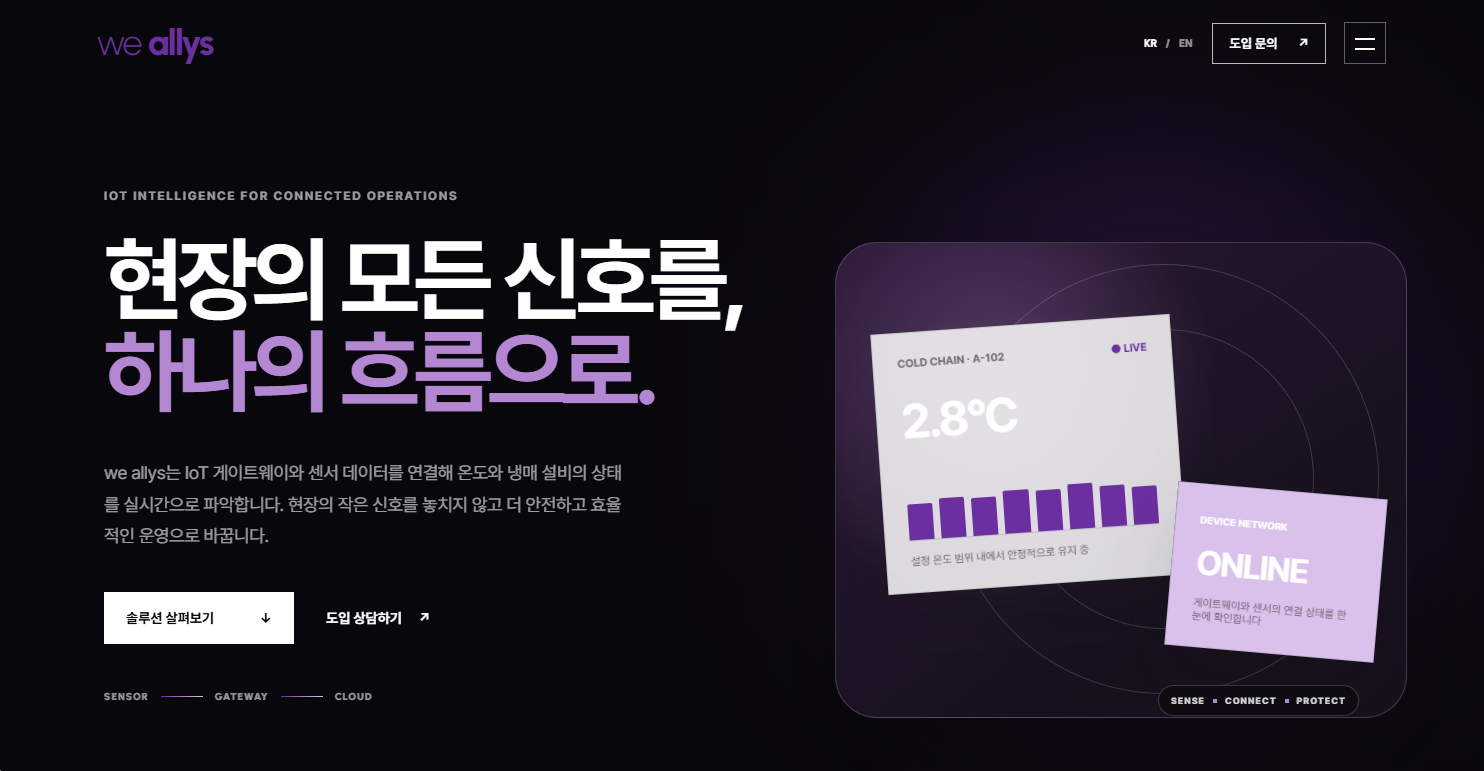 we allys
KR / EN
도입 문의
IOT INTELLIGENCE FOR CONNECTED OPERATIONS
현장의 모든 신호를,
하나의 흐름으로.
we allys는 IoT 게이트웨이와 센서 데이터를 연결해 온도와 냉매 설비의 상태
를 실시간으로 파악합니다. 현장의 작은 신호를 놓치지 않고 더 안전하고 효율
적인 운영으로 바꿉니다.
솔루션 살펴보기 ↓
도입 상담하기 ↗
SENSOR GATEWAY CLOUD
COLD CHAIN · A-102
LIVE
2.8°C
설정 온도 범위 내에서 안정적으로 유지 중
DEVICE NETWORK
ONLINE
게이트웨이와 센서의 연결 상태를 한
눈에 확인합니다
SENSE CONNECT PROTECT